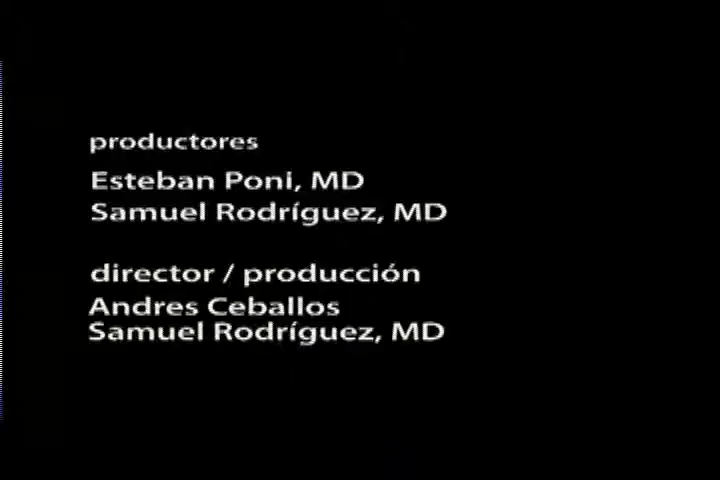 productores
Esteban Poni, MD
Samuel Rodríguez, MD
director / producción
Andres Ceballos
Samuel Rodríguez, MD